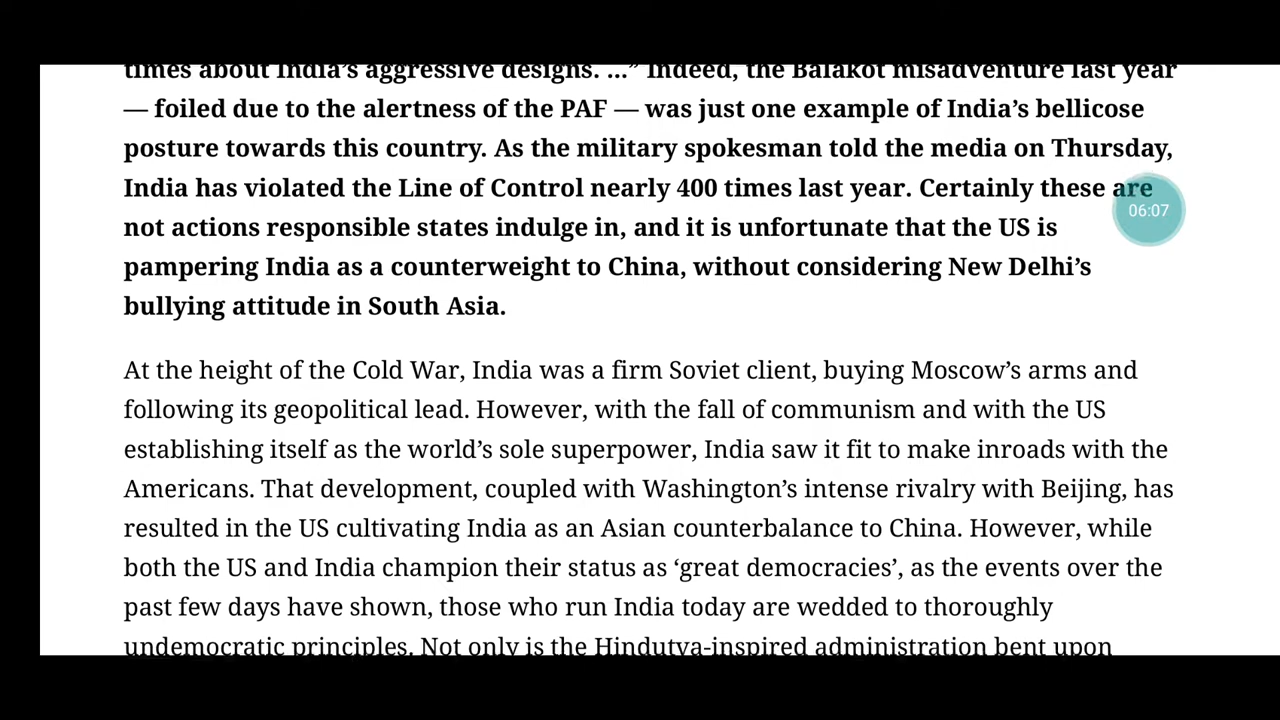 times about India’s aggressive designs. ...” Indeed, the Balakot misadventure last year
— foiled due to the alertness of the PAF — was just one example of India’s bellicose
posture towards this country. As the military spokesman told the media on Thursday,
India has violated the Line of Control nearly 400 times last year. Certainly these are
06:07
not actions responsible states indulge in, and it is unfortunate that the US is
pampering India as a counterweight to China, without considering New Delhi’s
bullying attitude in South Asia.
At the height of the Cold War, India was a firm Soviet client, buying Moscow’s arms and
following its geopolitical lead. However, with the fall of communism and with the US
establishing itself as the world’s sole superpower, India saw it fit to make inroads with the
Americans. That development, coupled with Washington’s intense rivalry with Beijing, has
resulted in the US cultivating India as an Asian counterbalance to China. However, while
both the US and India champion their status as ‘great democracies’, as the events over the
past few days have shown, those who run India today are wedded to thoroughly
undemocratic principles. Not only is the Hindutva-inspired administration bent upon